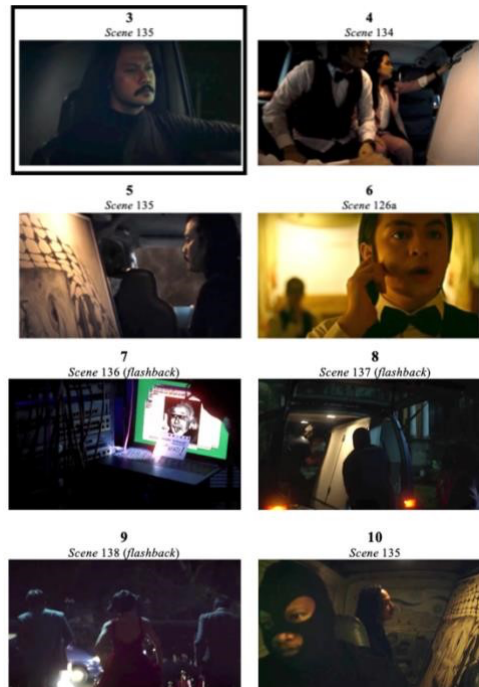 3
Scene 135
4
Scene 134
5
Scene 135
6
Scene 126a
7
Scene 136 (flashback)
8
Scene 137 (flashback)
9
Scene 138 (flashback)
10
Scene 135